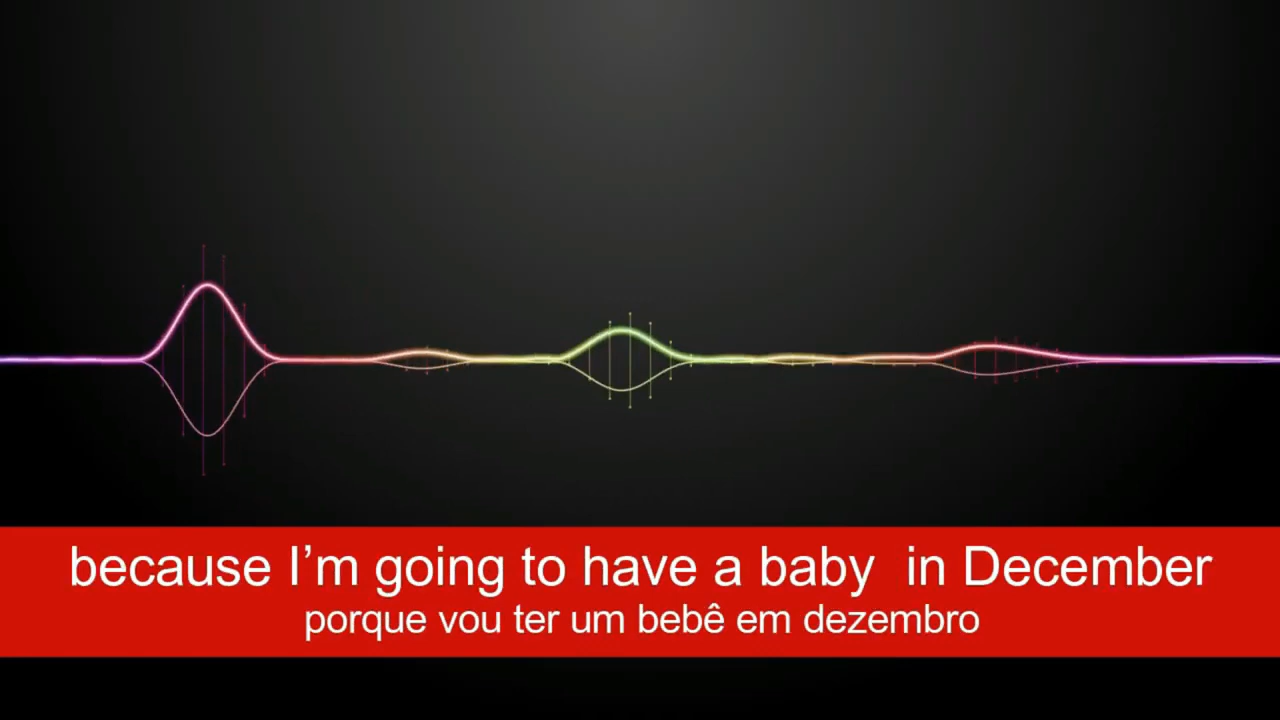 because I’m going to have a baby  in December
porque vou ter um bebê em dezembro